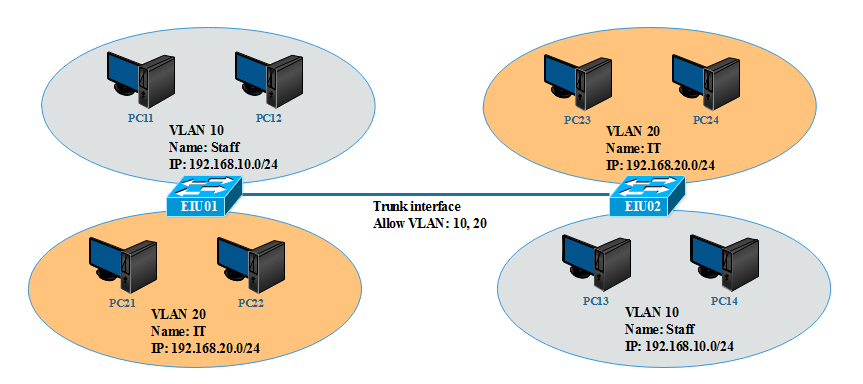 PC11
PC12
VLAN 10
Name: Staff
IP: 192.168.10.0/24
PC23
PC24
VLAN 20
Name: IT
IP: 192.168.20.0/24
EIU01
Trunk interface
Allow VLAN: 10, 20
EIU02
PC21
PC22
VLAN 20
Name: IT
IP: 192.168.20.0/24
PC13
PC14
VLAN 10
Name: Staff
IP: 192.168.10.0/24